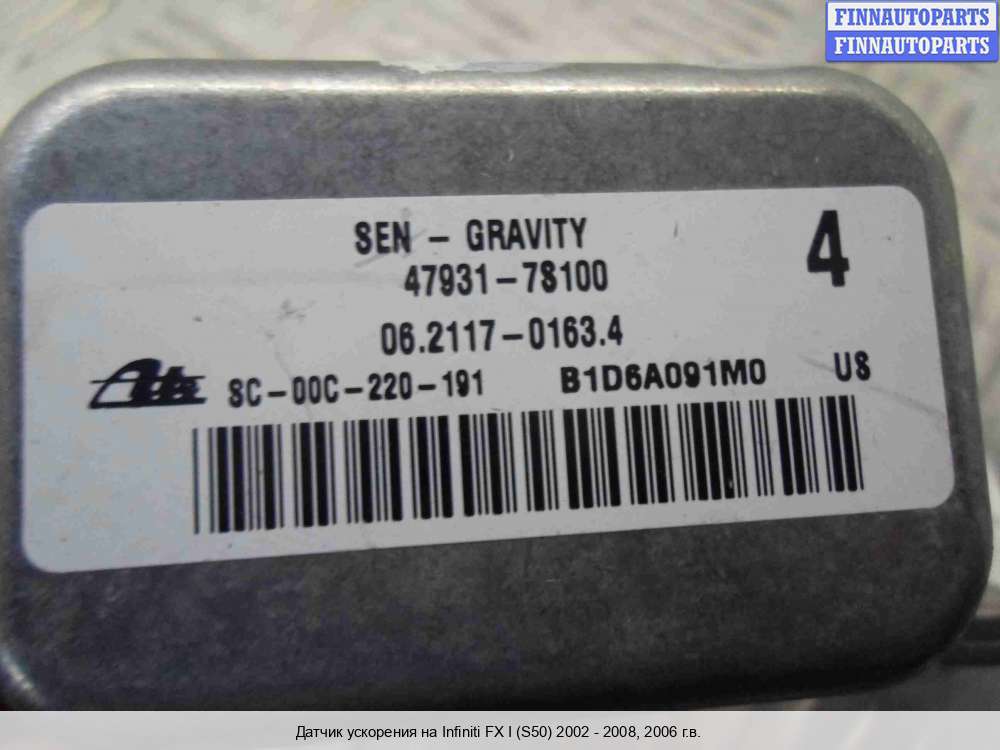 FINNAUTOPARTS
FINNAUTOPARTS
SEN - GRAVITY
4
47931-7S100
06.2117-0163.4
Ate SC-00C-220-191 B1D6A091M0 US
Датчик ускорения на Infiniti FX I (S50) 2002 - 2008, 2006 г.в.